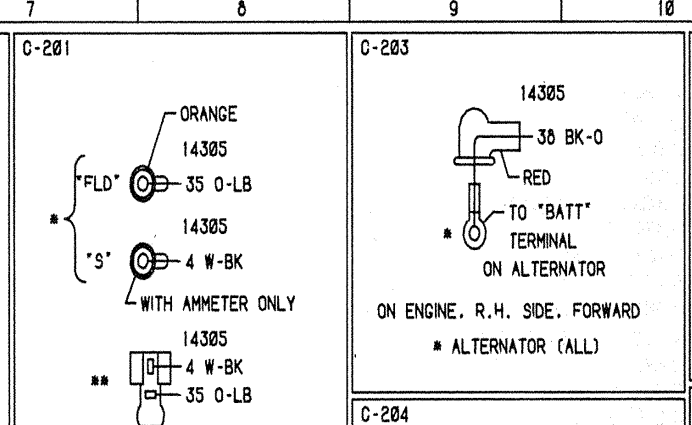 7 8 9 10
C-201
ORANGE
14305
"FLD" 35 O-LB
*
14305
"S" 4 W-BK
WITH AMMETER ONLY
14305
4 W-BK
**
35 O-LB
C-203
14305
38 BK-O
RED
TO "BATT"
* TERMINAL
ON ALTERNATOR
ON ENGINE, R.H. SIDE, FORWARD
* ALTERNATOR (ALL)
C-204